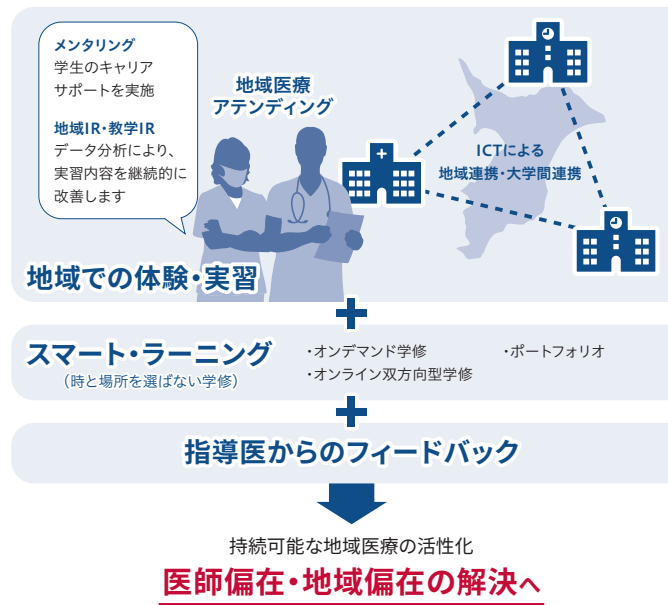 メンタリング
学生のキャリア
サポートを実施
地域IR・教学IR
データ分析により、
実習内容を継続的に
改善します
地域医療
アテンディング
ICTによる
地域連携・大学間連携
地域での体験・実習
スマート・ラーニング
（時と場所を選ばない学修）
・オンデマンド学修
・オンライン双方向型学修
・ポートフォリオ
指導医からのフィードバック
持続可能な地域医療の活性化
医師偏在・地域偏在の解決へ